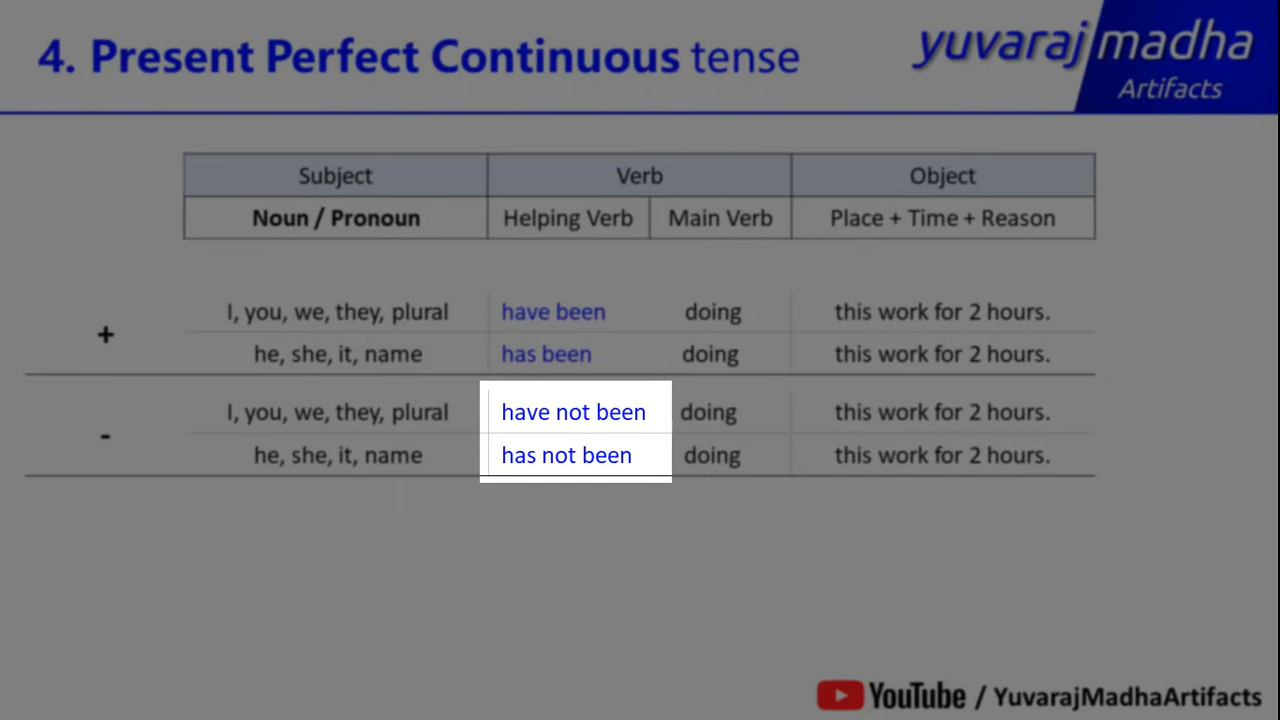 4. Present Perfect Continuous tense
yuvaraj madha
Artifacts
Subject Verb Object
Noun / Pronoun Helping Verb Main Verb Place + Time + Reason
+
I, you, we, they, plural have been doing this work for 2 hours.
he, she, it, name has been doing this work for 2 hours.
-
I, you, we, they, plural have not been doing this work for 2 hours.
he, she, it, name has not been doing this work for 2 hours.
YouTube / YuvarajMadhaArtifacts